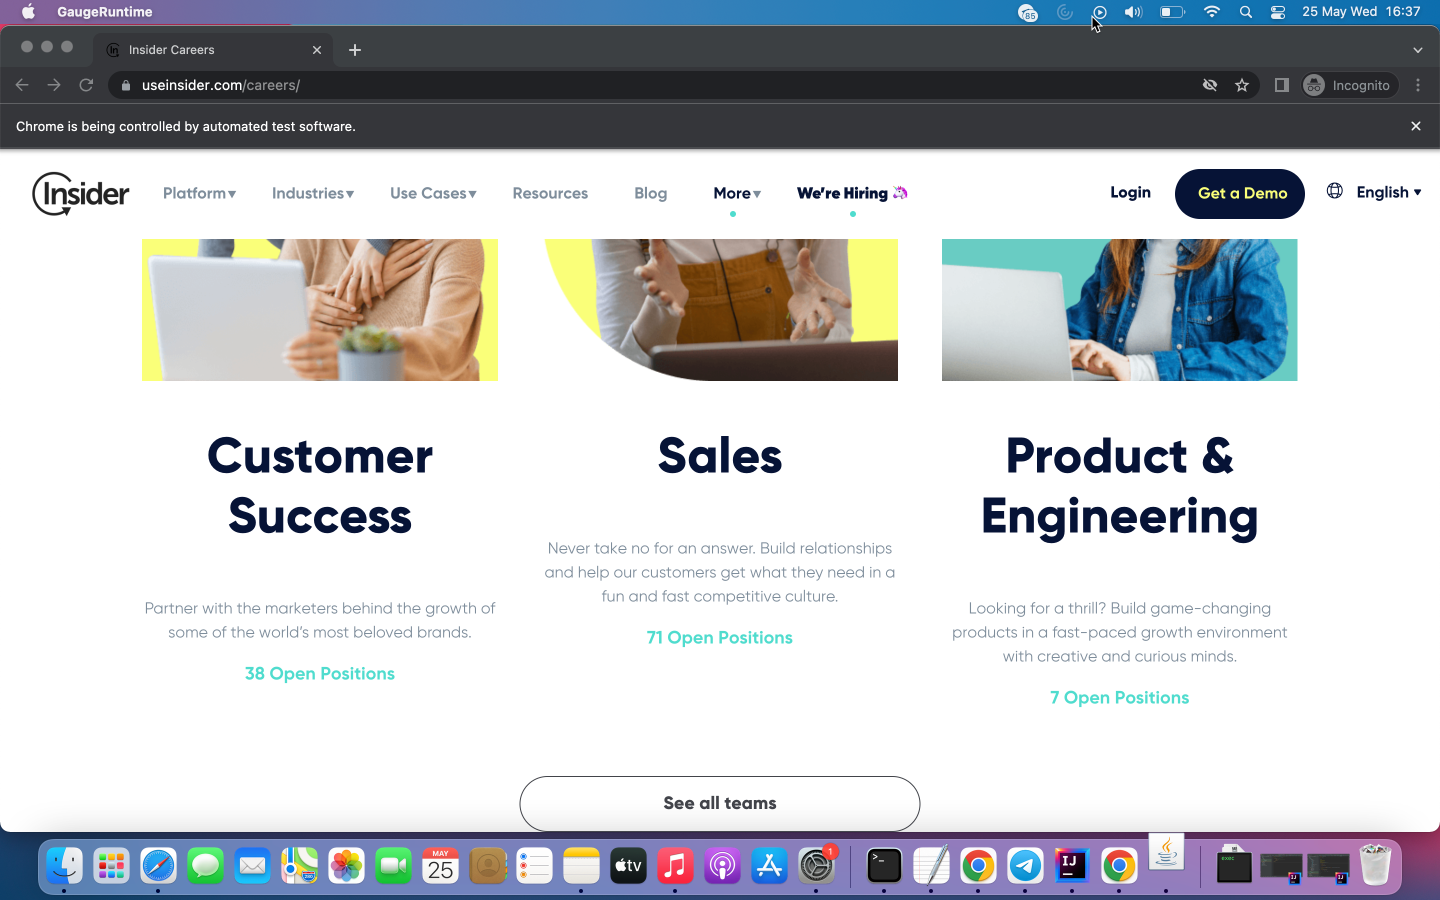 GaugeRuntime
85
25 May Wed 16:37
Insider Careers
useinsider.com/careers/
Incognito
Chrome is being controlled by automated test software.
Insider
Platform▾
Industries▾
Use Cases▾
Resources
Blog
More▾
We're Hiring
Login
Get a Demo
English ▾
Customer
Success
Partner with the marketers behind the growth of
some of the world's most beloved brands.
38 Open Positions
Sales
Never take no for an answer. Build relationships
and help our customers get what they need in a
fun and fast competitive culture.
71 Open Positions
Product &
Engineering
Looking for a thrill? Build game-changing
products in a fast-paced growth environment
with creative and curious minds.
7 Open Positions
See all teams
MAY
25
tv
1
>_
IJ
exec
IJ
IJ